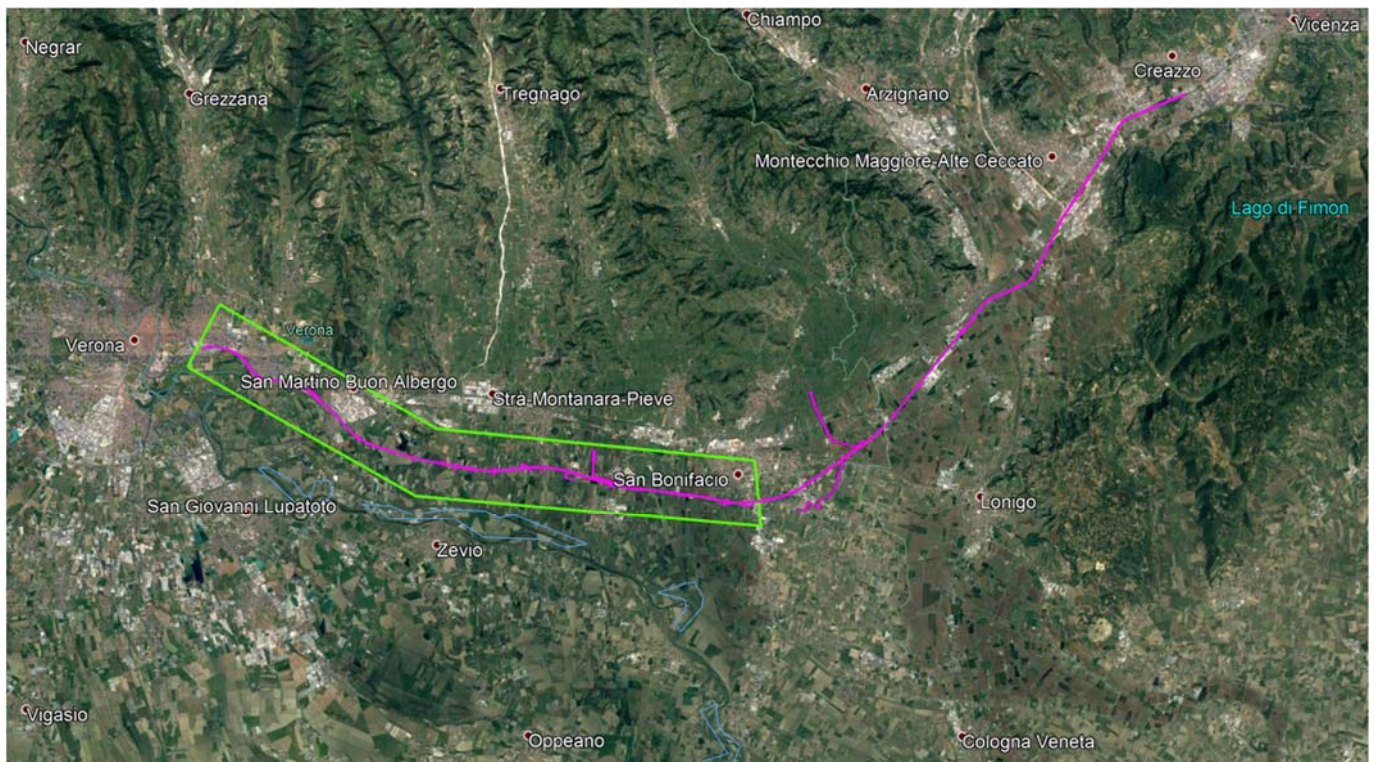 Chiampo
Vicenza
Negrar
Creazzo
Grezzana
Tregnago
Arzignano
Montecchio Maggiore-Alte Ceccato
Lago di Fimon
Verona
Verona
San Martino Buon Albergo
Strà-Montanara-Pieve
San Bonifacio
San Giovanni Lupatoto
Lonigo
Zevio
Vigasio
Oppeano
Cologna Veneta